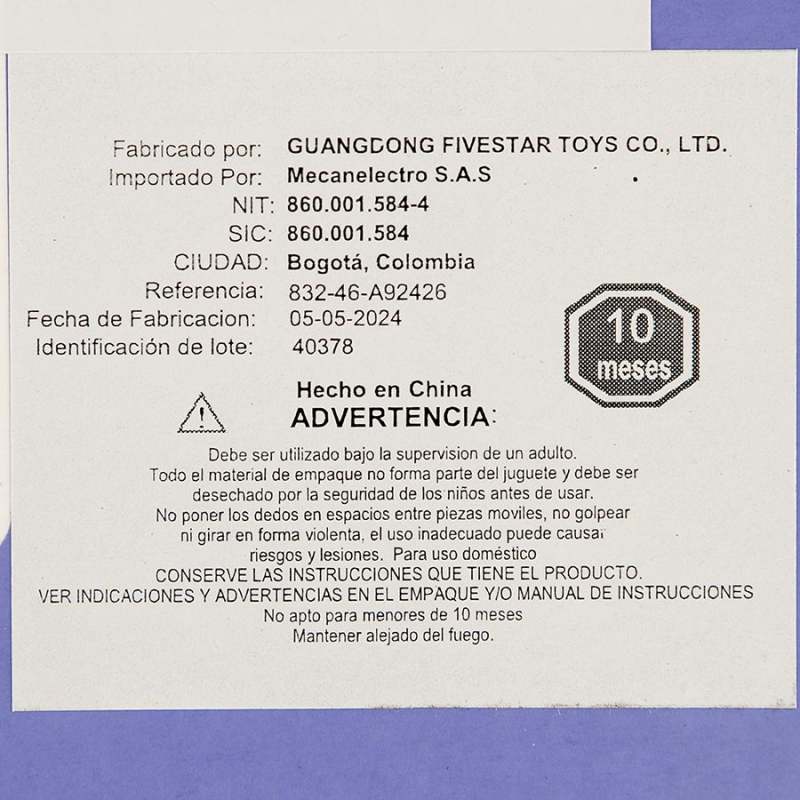 Fabricado por: GUANGDONG FIVESTAR TOYS CO., LTD.
Importado Por: Mecanelectro S.A.S
NIT: 860.001.584-4
SIC: 860.001.584
CIUDAD: Bogotá, Colombia
Referencia: 832-46-A92426
Fecha de Fabricacion: 05-05-2024
Identificación de lote: 40378
10
meses
Hecho en China
ADVERTENCIA:
Debe ser utilizado bajo la supervision de un adulto.
Todo el material de empaque no forma parte del juguete y debe ser
desechado por la seguridad de los niños antes de usar.
No poner los dedos en espacios entre piezas moviles, no golpear
ni girar en forma violenta, el uso inadecuado puede causar
riesgos y lesiones. Para uso doméstico
CONSERVE LAS INSTRUCCIONES QUE TIENE EL PRODUCTO.
VER INDICACIONES Y ADVERTENCIAS EN EL EMPAQUE Y/O MANUAL DE INSTRUCCIONES
No apto para menores de 10 meses
Mantener alejado del fuego.